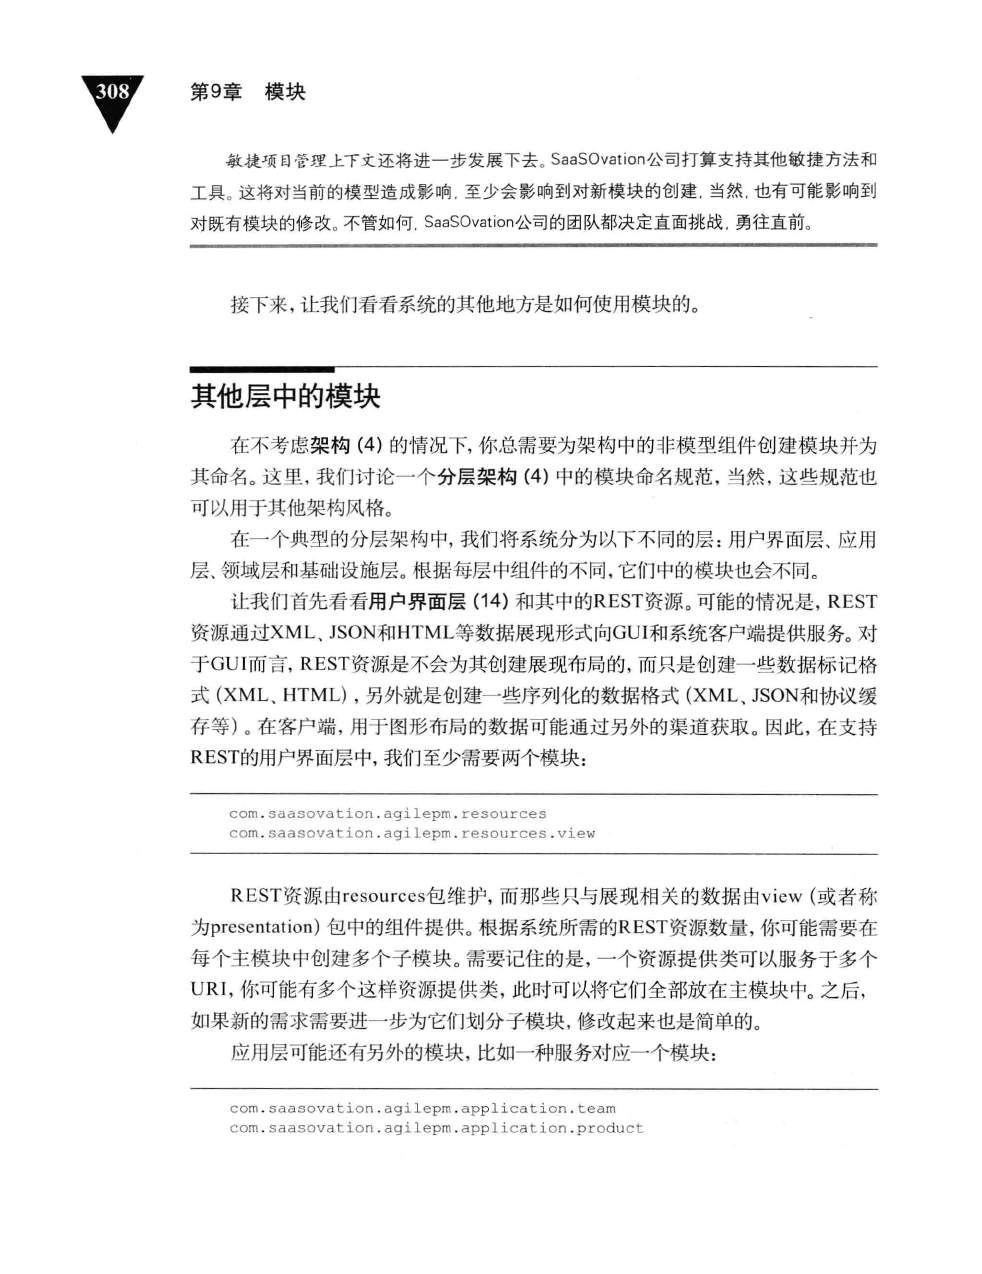 308
第9章 模块
敏捷项目管理上下文还将进一步发展下去。SaaSOvation公司打算支持其他敏捷方法和
工具。这将对当前的模型造成影响，至少会影响到对新模块的创建，当然，也有可能影响到
对既有模块的修改。不管如何，SaaSOvation公司的团队都决定直面挑战，勇往直前。
接下来，让我们看看系统的其他地方是如何使用模块的。
其他层中的模块
在不考虑架构（4）的情况下，你总需要为架构中的非模型组件创建模块并为
其命名。这里，我们讨论一个分层架构（4）中的模块命名规范，当然，这些规范也
可以用于其他架构风格。
在一个典型的分层架构中，我们将系统分为以下不同的层：用户界面层、应用
层、领域层和基础设施层。根据每层中组件的不同，它们中的模块也会不同。
让我们首先看看用户界面层（14）和其中的REST资源。可能的情况是，REST
资源通过XML、JSON和HTML等数据展现形式向GUI和系统客户端提供服务。对
于GUI而言，REST资源是不会为其创建展现布局的，而只是创建一些数据标记格
式（XML、HTML），另外就是创建一些序列化的数据格式（XML、JSON和协议缓
存等）。在客户端，用于图形布局的数据可能通过另外的渠道获取。因此，在支持
REST的用户界面层中，我们至少需要两个模块：
com.saasovation.agilepm.resources
com.saasovation.agilepm.resources.view
REST资源由resources包维护，而那些只与展现相关的数据由view（或者称
为presentation）包中的组件提供。根据系统所需的REST资源数量，你可能需要在
每个主模块中创建多个子模块。需要记住的是，一个资源提供类可以服务于多个
URI，你可能有多个这样资源提供类，此时可以将它们全部放在主模块中。之后，
如果新的需求需要进一步为它们划分子模块，修改起来也是简单的。
应用层可能还有另外的模块，比如一种服务对应一个模块：
com.saasovation.agilepm.application.team
com.saasovation.agilepm.application.product